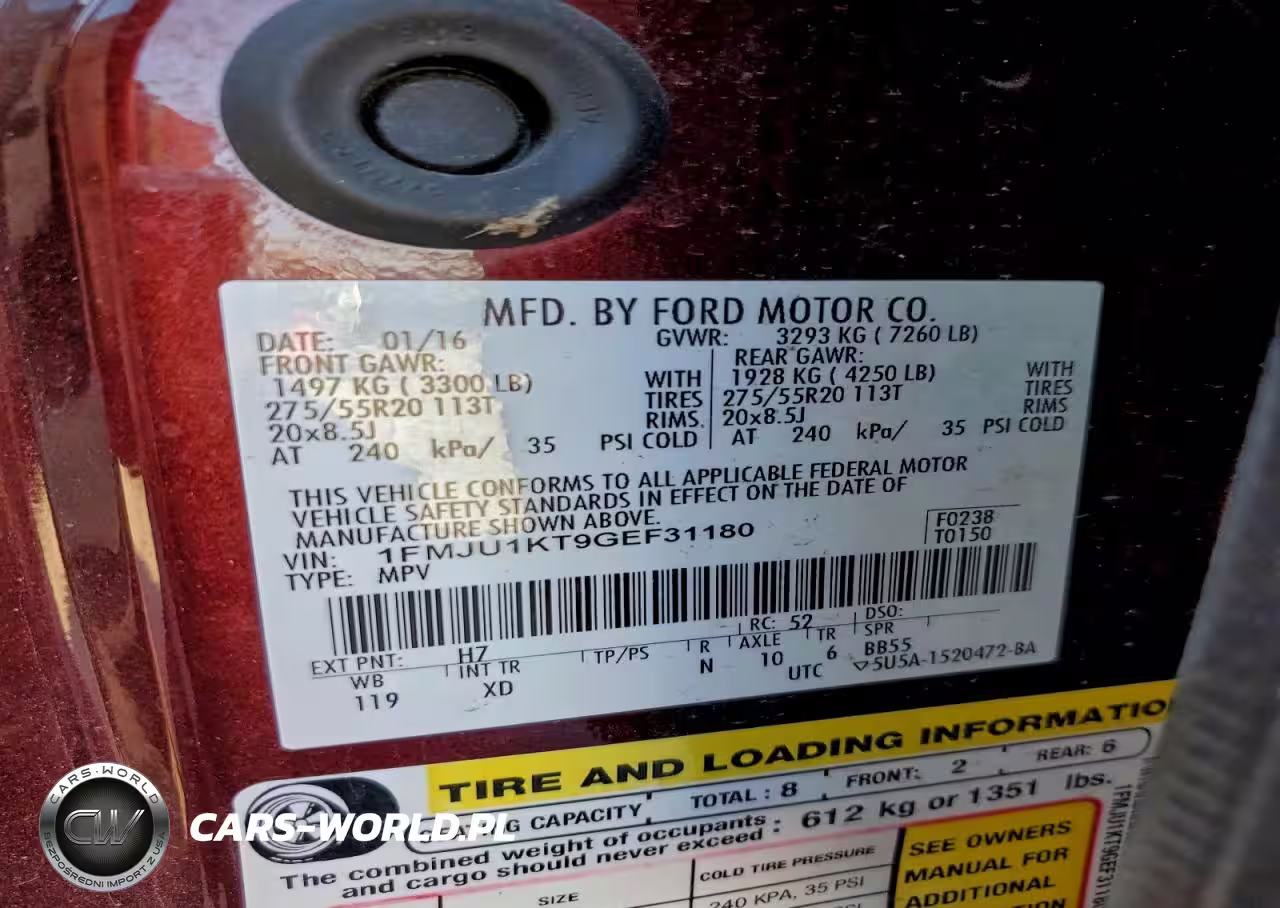 MFD. BY FORD MOTOR CO.
DATE: 01/16 GVWR: 3293 KG ( 7260 LB)
FRONT GAWR: REAR GAWR:
1497 KG ( 3300 LB) WITH 1928 KG ( 4250 LB) WITH
275/55R20 113T TIRES 275/55R20 113T TIRES
20x8.5J RIMS. 20x8.5J RIMS
AT 240 kPa/ 35 PSI COLD AT 240 kPa/ 35 PSI COLD
THIS VEHICLE CONFORMS TO ALL APPLICABLE FEDERAL MOTOR
VEHICLE SAFETY STANDARDS IN EFFECT ON THE DATE OF
MANUFACTURE SHOWN ABOVE.
VIN: 1FMJU1KT9GEF31180
TYPE: MPV
F0238
T0150
EXT PNT: H7 RC: 52 DSO:
WB INT TR TP/PS R AXLE TR SPR
119 XD N 10 6 BB55
UTC ▽5U5A-1520472-BA
TIRE AND LOADING INFORMATIO
CAPACITY TOTAL : 8 FRONT: 2 REAR: 6
The combined weight of occupants : 612 kg or 1351 lbs.
and cargo should never exceed
SIZE
COLD TIRE PRESSURE
240 KPA, 35 PSI
SEE OWNERS
MANUAL FOR
ADDITIONAL
CARS-WORLD
CW
BEZPOŚREDNI IMPORT Z USA
CARS-WORLD.PL